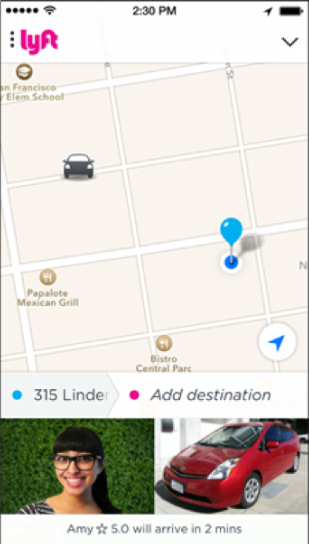 2:30 PM
lyft
an Francisco
Elem School
St
Papalote
Mexican Grill
N
Bistro
Central Parc
315 Linde
Add destination
Amy ☆ 5.0 will arrive in 2 mins